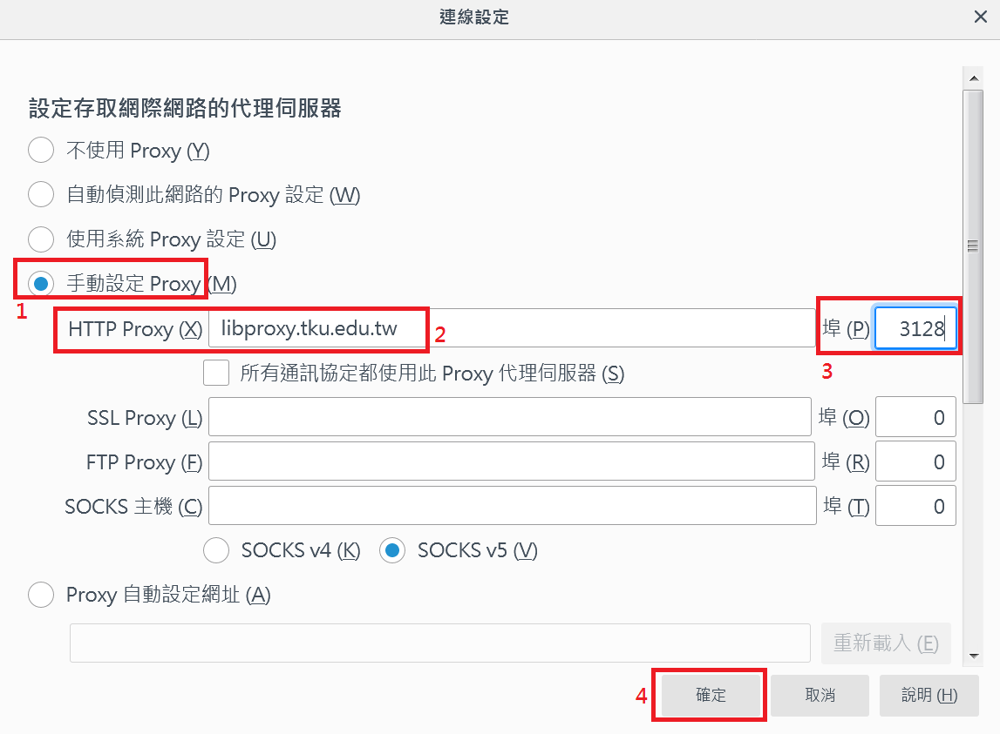 連線設定
設定存取網際網路的代理伺服器
不使用 Proxy (Y)
自動偵測此網路的 Proxy 設定 (W)
使用系統 Proxy 設定 (U)
手動設定 Proxy (M)
1
HTTP Proxy (X) libproxy.tku.edu.tw 2 埠 (P) 3128
3
所有通訊協定都使用此 Proxy 代理伺服器 (S)
SSL Proxy (L) 埠 (O) 0
FTP Proxy (F) 埠 (R) 0
SOCKS 主機 (C) 埠 (T) 0
SOCKS v4 (K) SOCKS v5 (V)
Proxy 自動設定網址 (A)
重新載入 (E)
4 確定 取消 說明 (H)